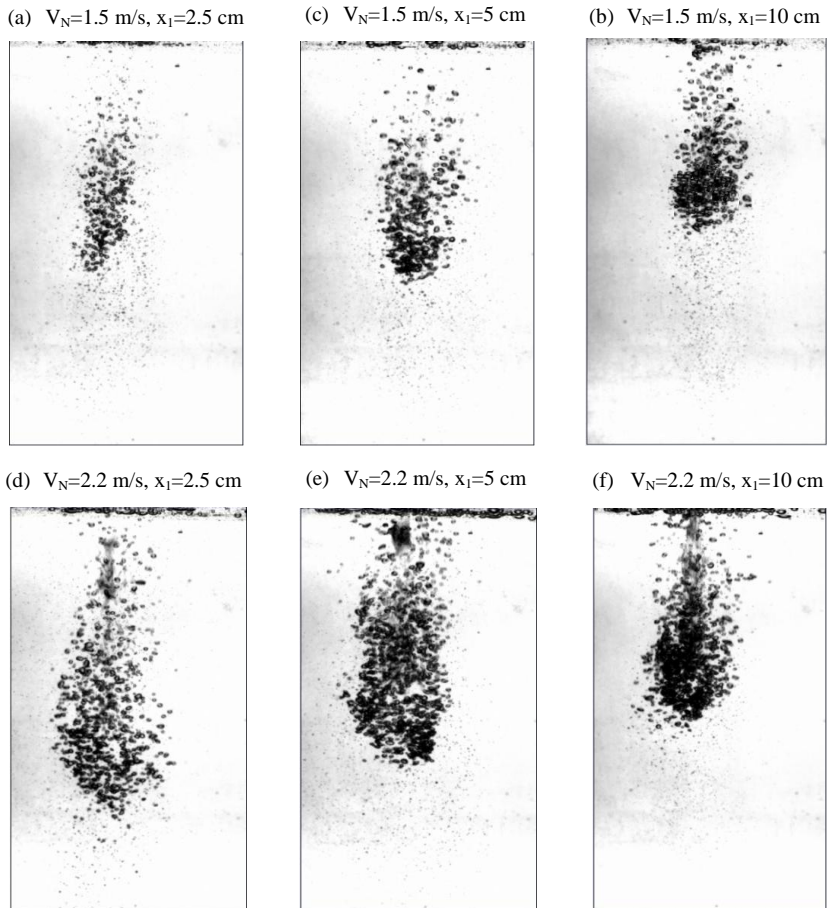 (a) V_N=1.5 m/s, x_1=2.5 cm
(c) V_N=1.5 m/s, x_1=5 cm
(b) V_N=1.5 m/s, x_1=10 cm
(d) V_N=2.2 m/s, x_1=2.5 cm
(e) V_N=2.2 m/s, x_1=5 cm
(f) V_N=2.2 m/s, x_1=10 cm